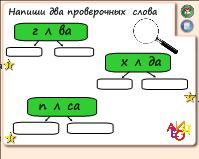 Напиши два проверочных слова
г л ва
х л да
п л са